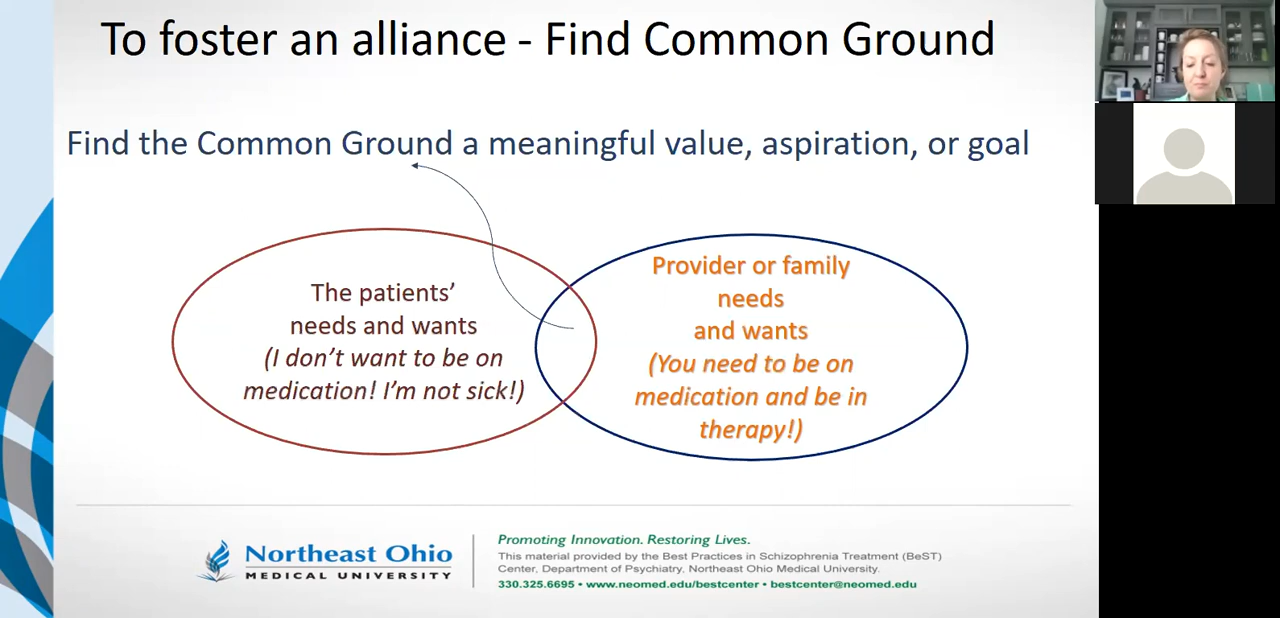 To foster an alliance - Find Common Ground
Find the Common Ground a meaningful value, aspiration, or goal
The patients’
needs and wants
(I don’t want to be on
medication! I’m not sick!)
Provider or family
needs
and wants
(You need to be on
medication and be in
therapy!)
Northeast Ohio
MEDICAL UNIVERSITY
Promoting Innovation. Restoring Lives.
This material provided by the Best Practices in Schizophrenia Treatment (BeST)
Center, Department of Psychiatry, Northeast Ohio Medical University.
330.325.6695 • www.neomed.edu/bestcenter • bestcenter@neomed.edu